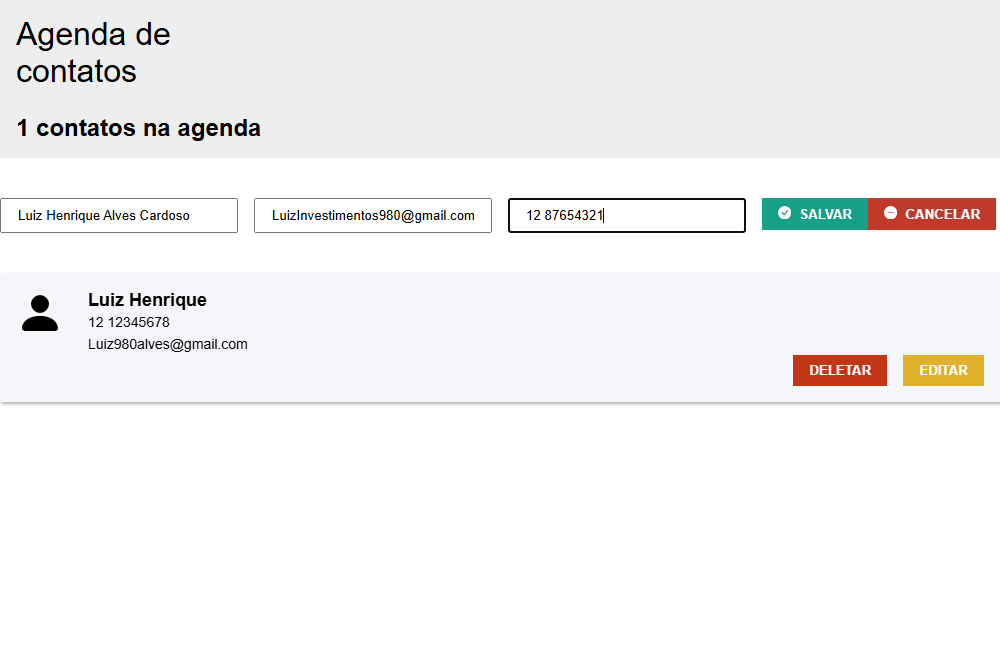 Agenda de
contatos
1 contatos na agenda
Luiz Henrique Alves Cardoso LuizInvestimentos980@gmail.com 12 87654321 SALVAR CANCELAR
Luiz Henrique
12 12345678
Luiz980alves@gmail.com
DELETAR EDITAR